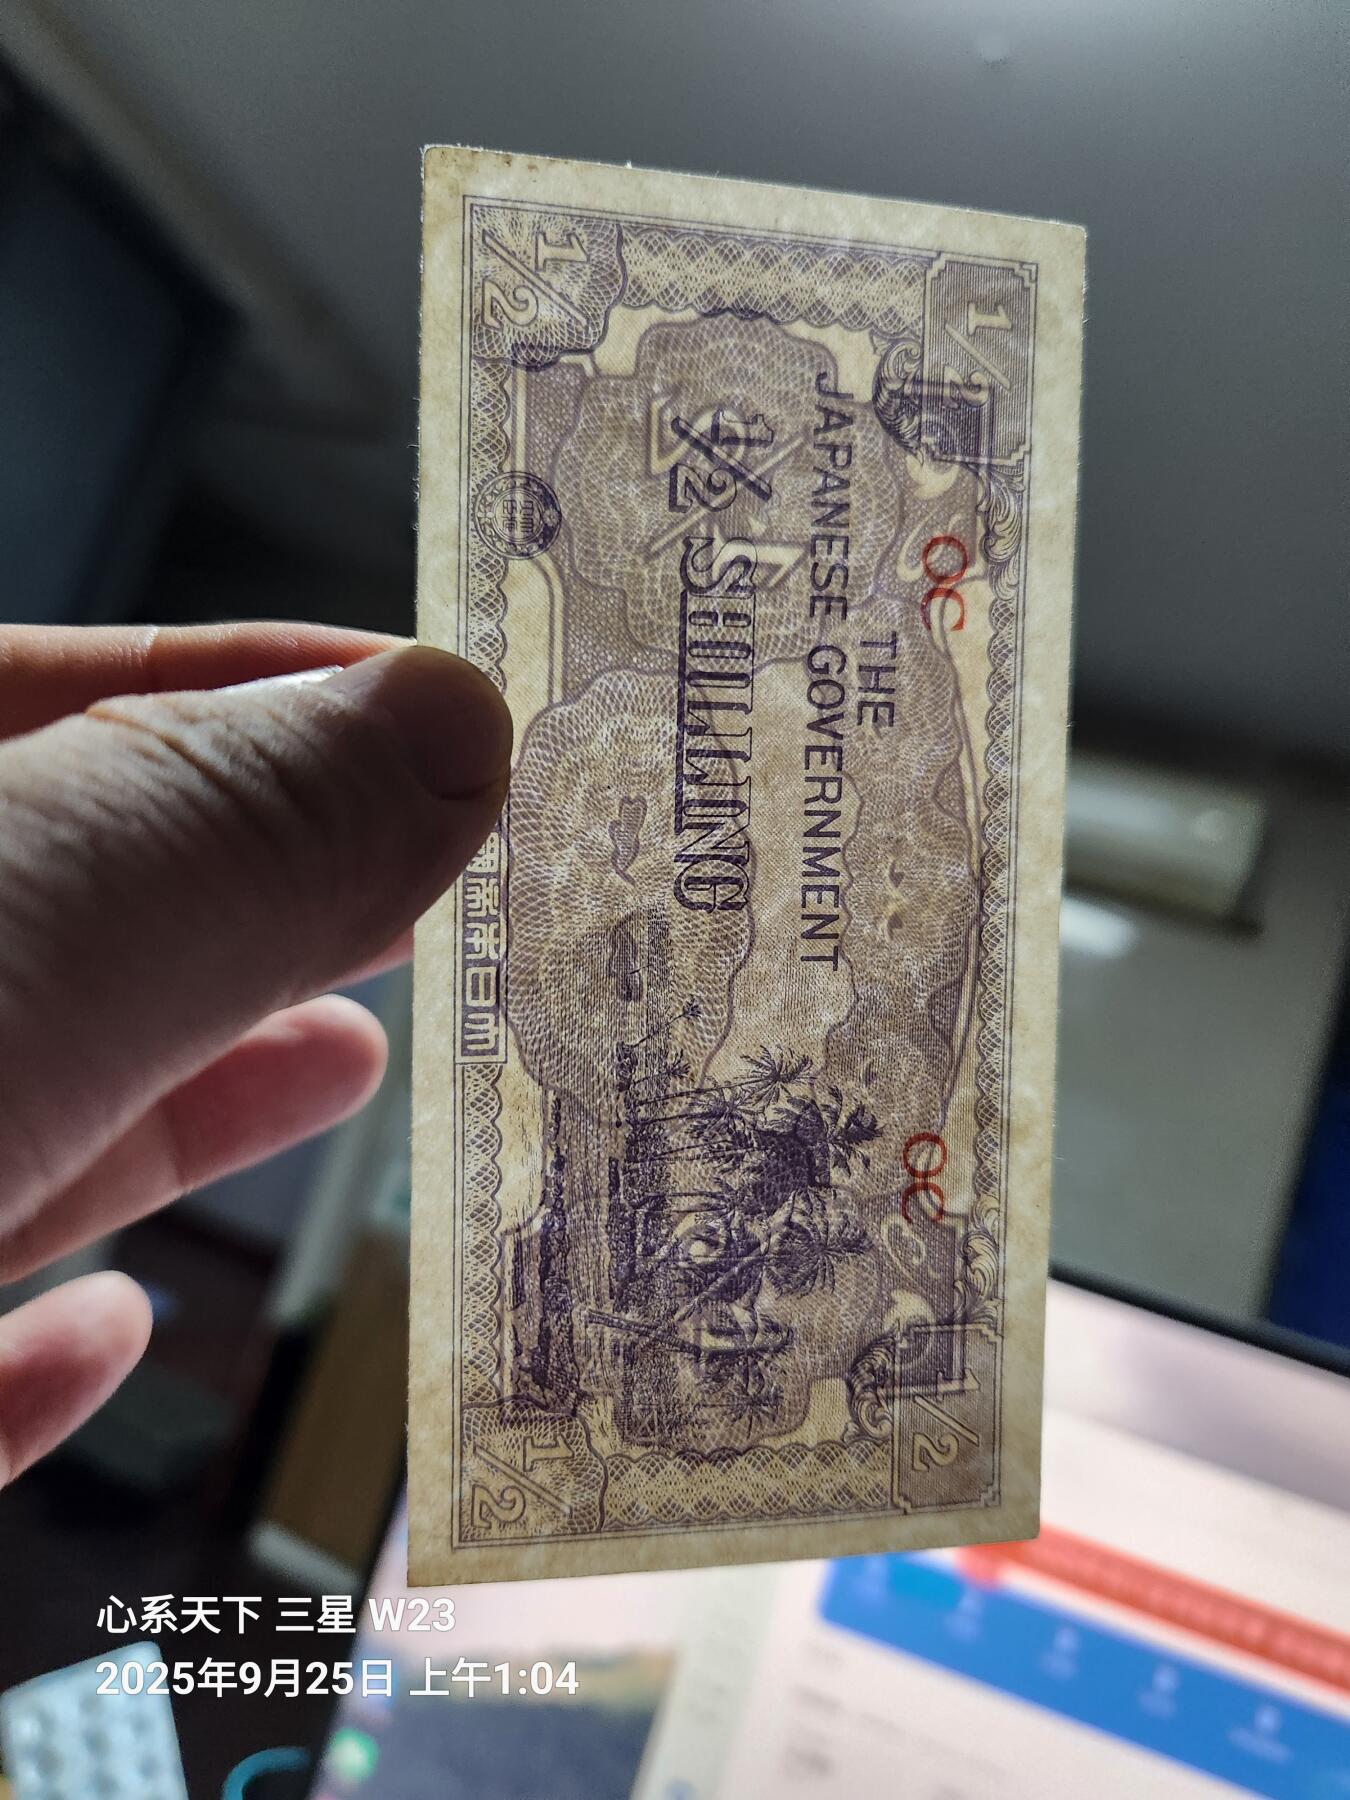 1/2
1/2
OC
OC
THE
JAPANESE GOVERNMENT
1/2 SHILLING
1/2
1/2
國帝本日大
心系天下 三星 W23
2025年9月25日 上午1:04